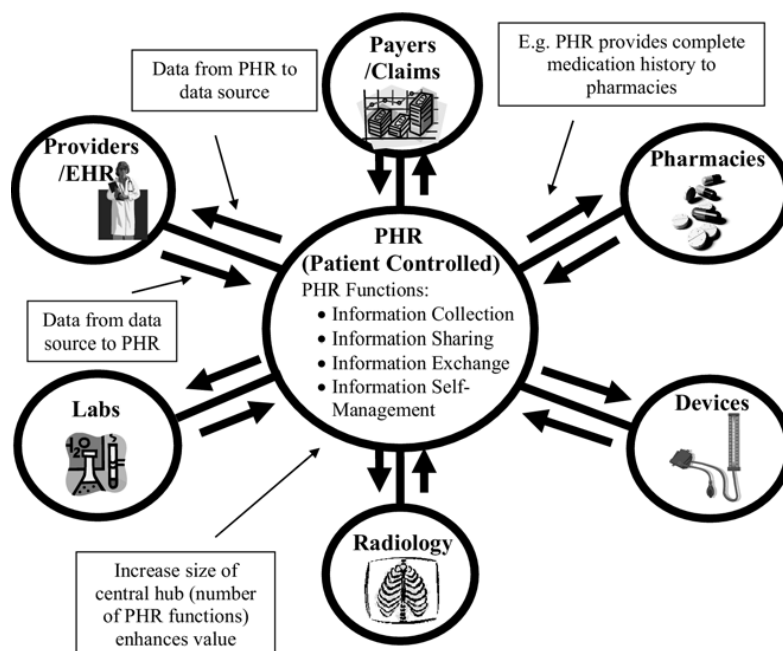 Payers
/Claims
Data from PHR to
data source
E.g. PHR provides complete
medication history to
pharmacies
Providers
/EHR
Pharmacies
PHR
(Patient Controlled)
PHR Functions:
• Information Collection
• Information Sharing
• Information Exchange
• Information Self-
Management
Data from data
source to PHR
Labs
H2O
Devices
Radiology
Increase size of
central hub (number
of PHR functions)
enhances value